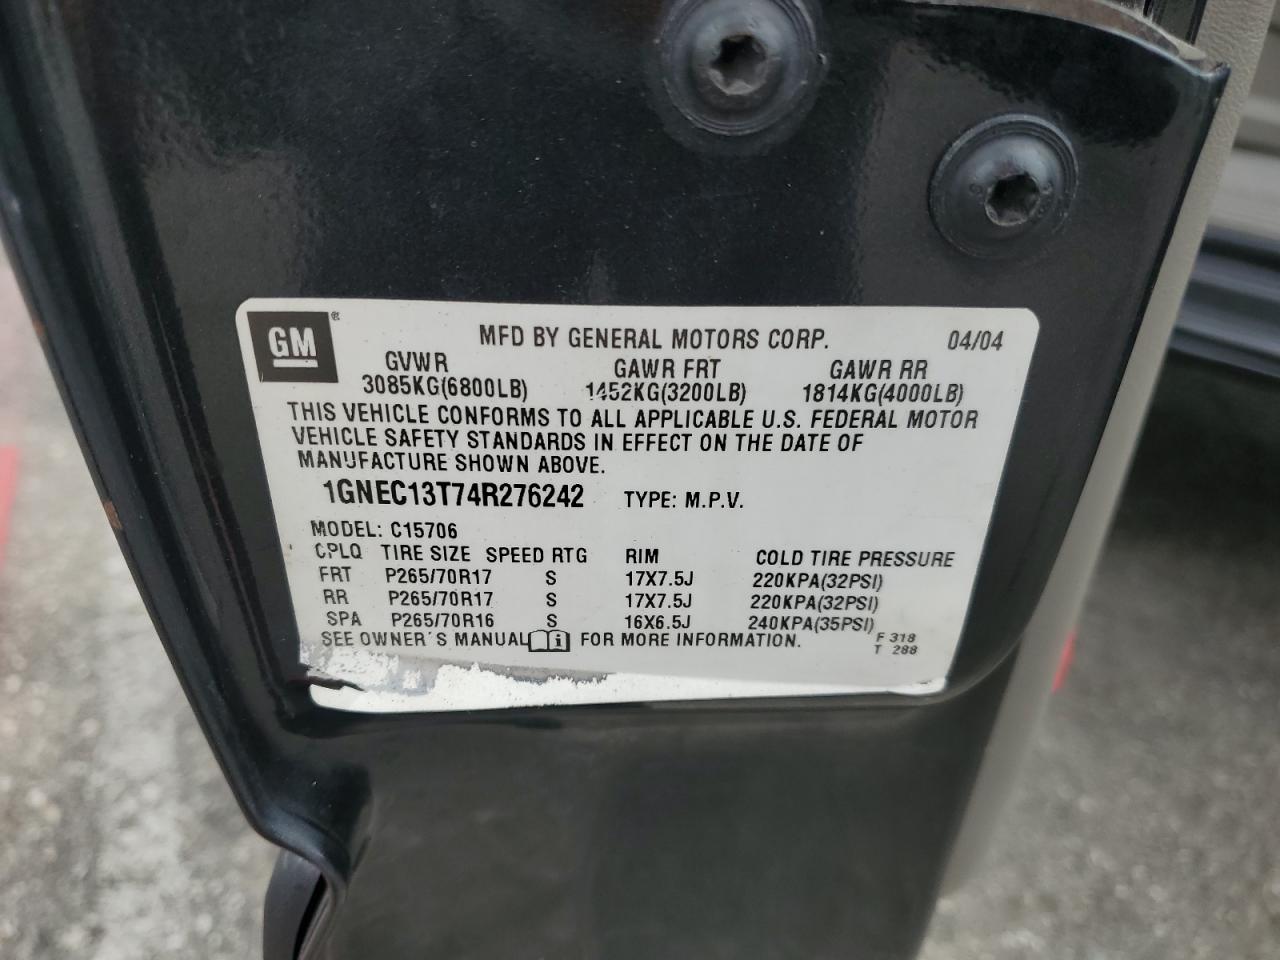 GM ®
MFD BY GENERAL MOTORS CORP. 04/04
GVWR GAWR FRT GAWR RR
3085KG(6800LB) 1452KG(3200LB) 1814KG(4000LB)
THIS VEHICLE CONFORMS TO ALL APPLICABLE U.S. FEDERAL MOTOR
VEHICLE SAFETY STANDARDS IN EFFECT ON THE DATE OF
MANUFACTURE SHOWN ABOVE.
1GNEC13T74R276242 TYPE: M.P.V.
MODEL: C15706
CPLQ TIRE SIZE SPEED RTG RIM COLD TIRE PRESSURE
FRT P265/70R17 S 17X7.5J 220KPA(32PSI)
RR P265/70R17 S 17X7.5J 220KPA(32PSI)
SPA P265/70R16 S 16X6.5J 240KPA(35PSI)
SEE OWNER'S MANUAL i FOR MORE INFORMATION. F 318
T 288